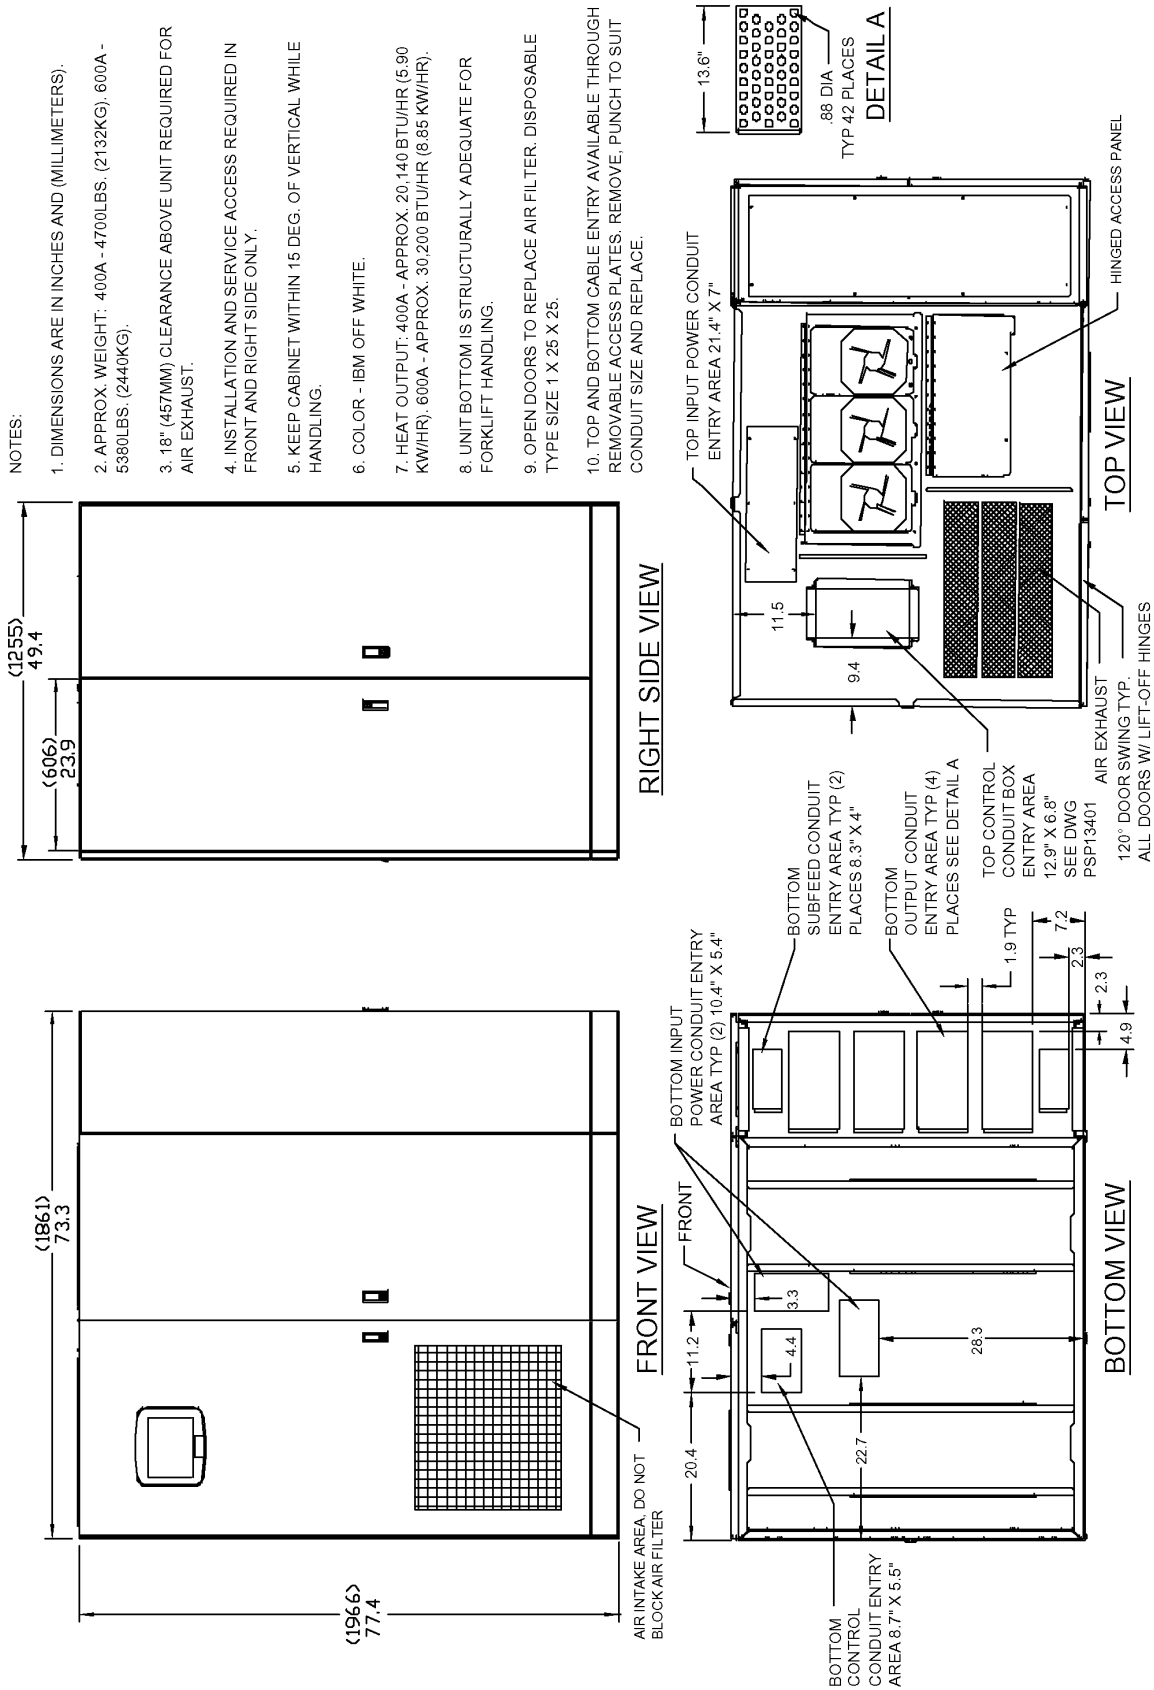 NOTES:
1. DIMENSIONS ARE IN INCHES AND (MILLIMETERS).
2. APPROX. WEIGHT: 400A - 4700LBS. (2132KG). 600A -
5380LBS. (2440KG).
3. 18" (457MM) CLEARANCE ABOVE UNIT REQUIRED FOR
AIR EXHAUST.
4. INSTALLATION AND SERVICE ACCESS REQUIRED IN
FRONT AND RIGHT SIDE ONLY.
5. KEEP CABINET WITHIN 15 DEG. OF VERTICAL WHILE
HANDLING.
6. COLOR - IBM OFF WHITE.
7. HEAT OUTPUT: 400A - APPROX. 20,140 BTU/HR (5.90
KW/HR). 600A - APPROX. 30,200 BTU/HR (8.85 KW/HR).
8. UNIT BOTTOM IS STRUCTURALLY ADEQUATE FOR
FORKLIFT HANDLING.
9. OPEN DOORS TO REPLACE AIR FILTER. DISPOSABLE
TYPE SIZE 1 X 25 X 25.
10. TOP AND BOTTOM CABLE ENTRY AVAILABLE THROUGH
REMOVABLE ACCESS PLATES. REMOVE, PUNCH TO SUIT
CONDUIT SIZE AND REPLACE.
(1861)
73.3
(1966)
77.4
AIR INTAKE AREA, DO NOT
BLOCK AIR FILTER
FRONT VIEW
(1255)
49.4
(606)
23.9
RIGHT SIDE VIEW
FRONT
BOTTOM INPUT
POWER CONDUIT ENTRY
AREA TYP (2) 10.4" X 5.4"
20.4
11.2
3.3
4.4
22.7
28.3
BOTTOM
CONTROL
CONDUIT ENTRY
AREA 8.7" X 5.5"
BOTTOM
SUBFEED CONDUIT
ENTRY AREA TYP (2)
PLACES 8.3" X 4"
BOTTOM
OUTPUT CONDUIT
ENTRY AREA TYP (4)
PLACES SEE DETAIL A
1.9 TYP
7.2
2.3
2.3
4.9
BOTTOM VIEW
TOP INPUT POWER CONDUIT
ENTRY AREA 21.4" X 7"
11.5
9.4
TOP CONTROL
CONDUIT BOX
ENTRY AREA
12.9" X 6.8"
SEE DWG
PSP13401
AIR EXHAUST
120° DOOR SWING TYP.
ALL DOORS W/ LIFT-OFF HINGES
HINGED ACCESS PANEL
TOP VIEW
13.6"
.88 DIA
TYP 42 PLACES
DETAIL A